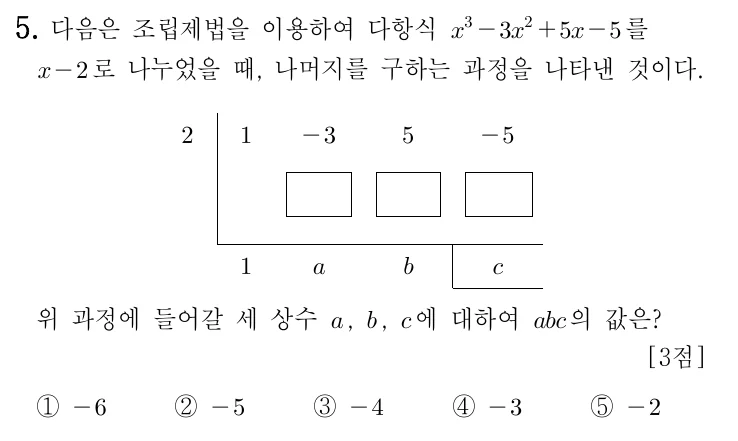 5. 다음은 조립제법을 이용하여 다항식 x³−3x²+5x−5를
x−2로 나누었을 때, 나머지를 구하는 과정을 나타낸 것이다.
2 1 −3 5 −5
1 a b c
위 과정에 들어갈 세 상수 a, b, c에 대하여 abc의 값은?
[3점]
① −6 ② −5 ③ −4 ④ −3 ⑤ −2